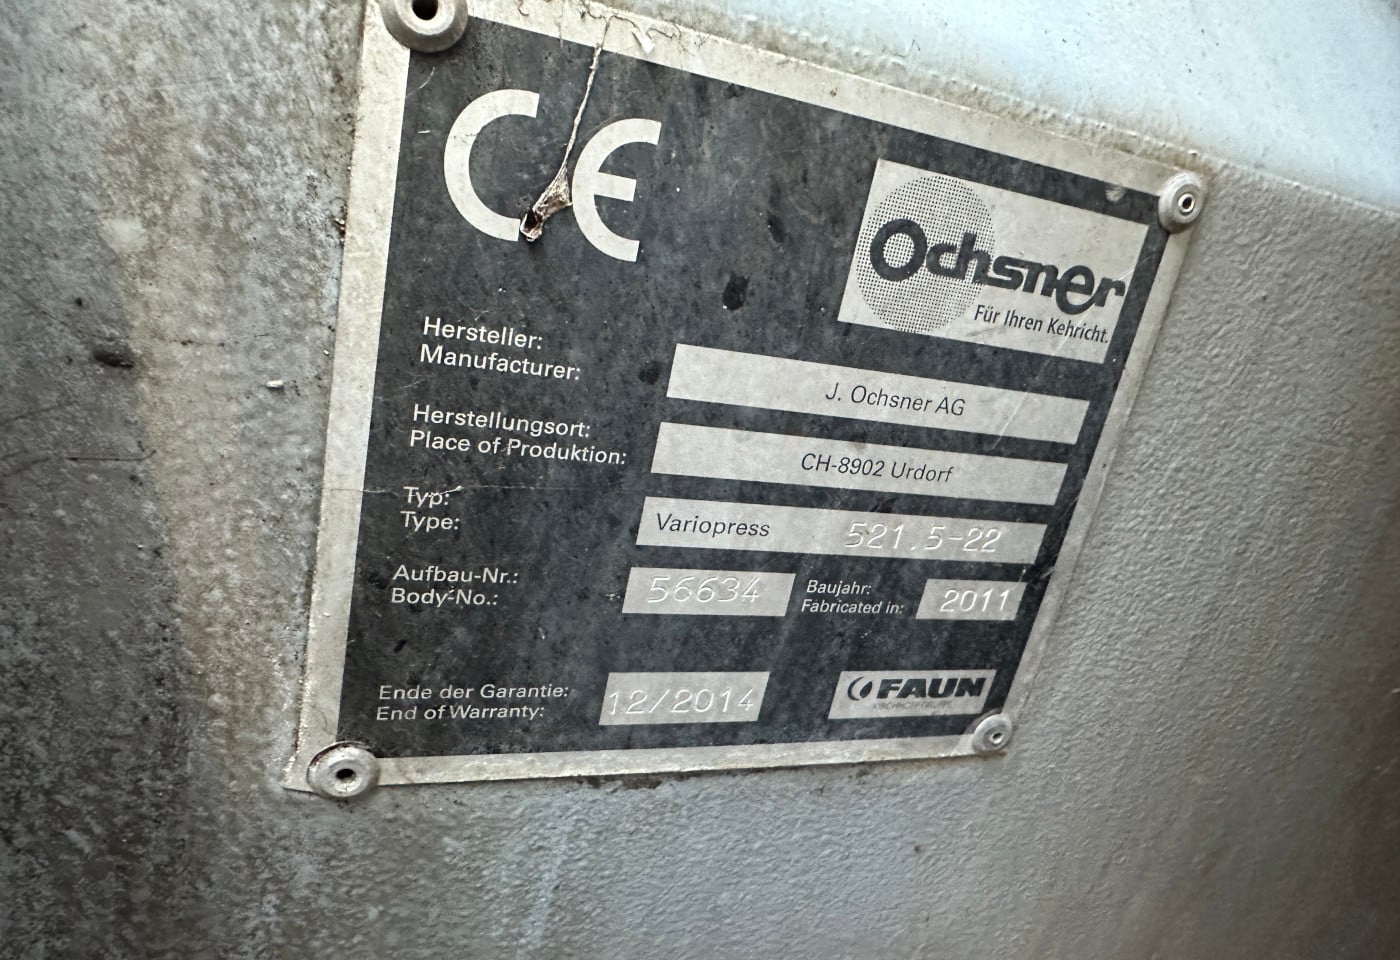 CE
Ochsner
Für Ihren Kehricht.
Hersteller:
Manufacturer:
J. Ochsner AG
Herstellungsort:
Place of Produktion:
CH-8902 Urdorf
Typ:
Type:
Variopress 521.5-22
Aufbau-Nr.:
Body-No.:
56634
Baujahr:
Fabricated in:
2011
Ende der Garantie:
End of Warranty:
12/2014
FAUN
KIRCHHOFF GRUPPE